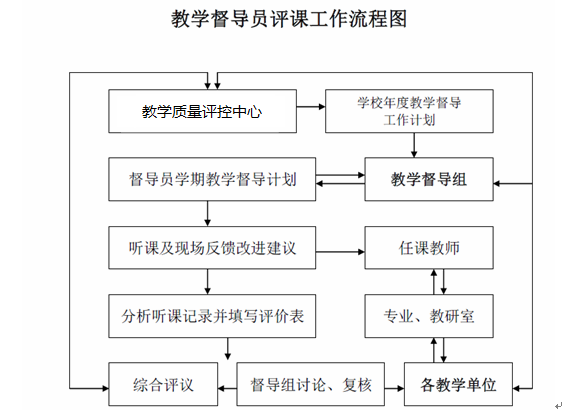 教学督导员评课工作流程图
教学质量评控中心
学校年度教学督导
工作计划
督导员学期教学督导计划
教学督导组
听课及现场反馈改进建议
任课教师
分析听课记录并填写评价表
专业、教研室
综合评议
督导组讨论、复核
各教学单位